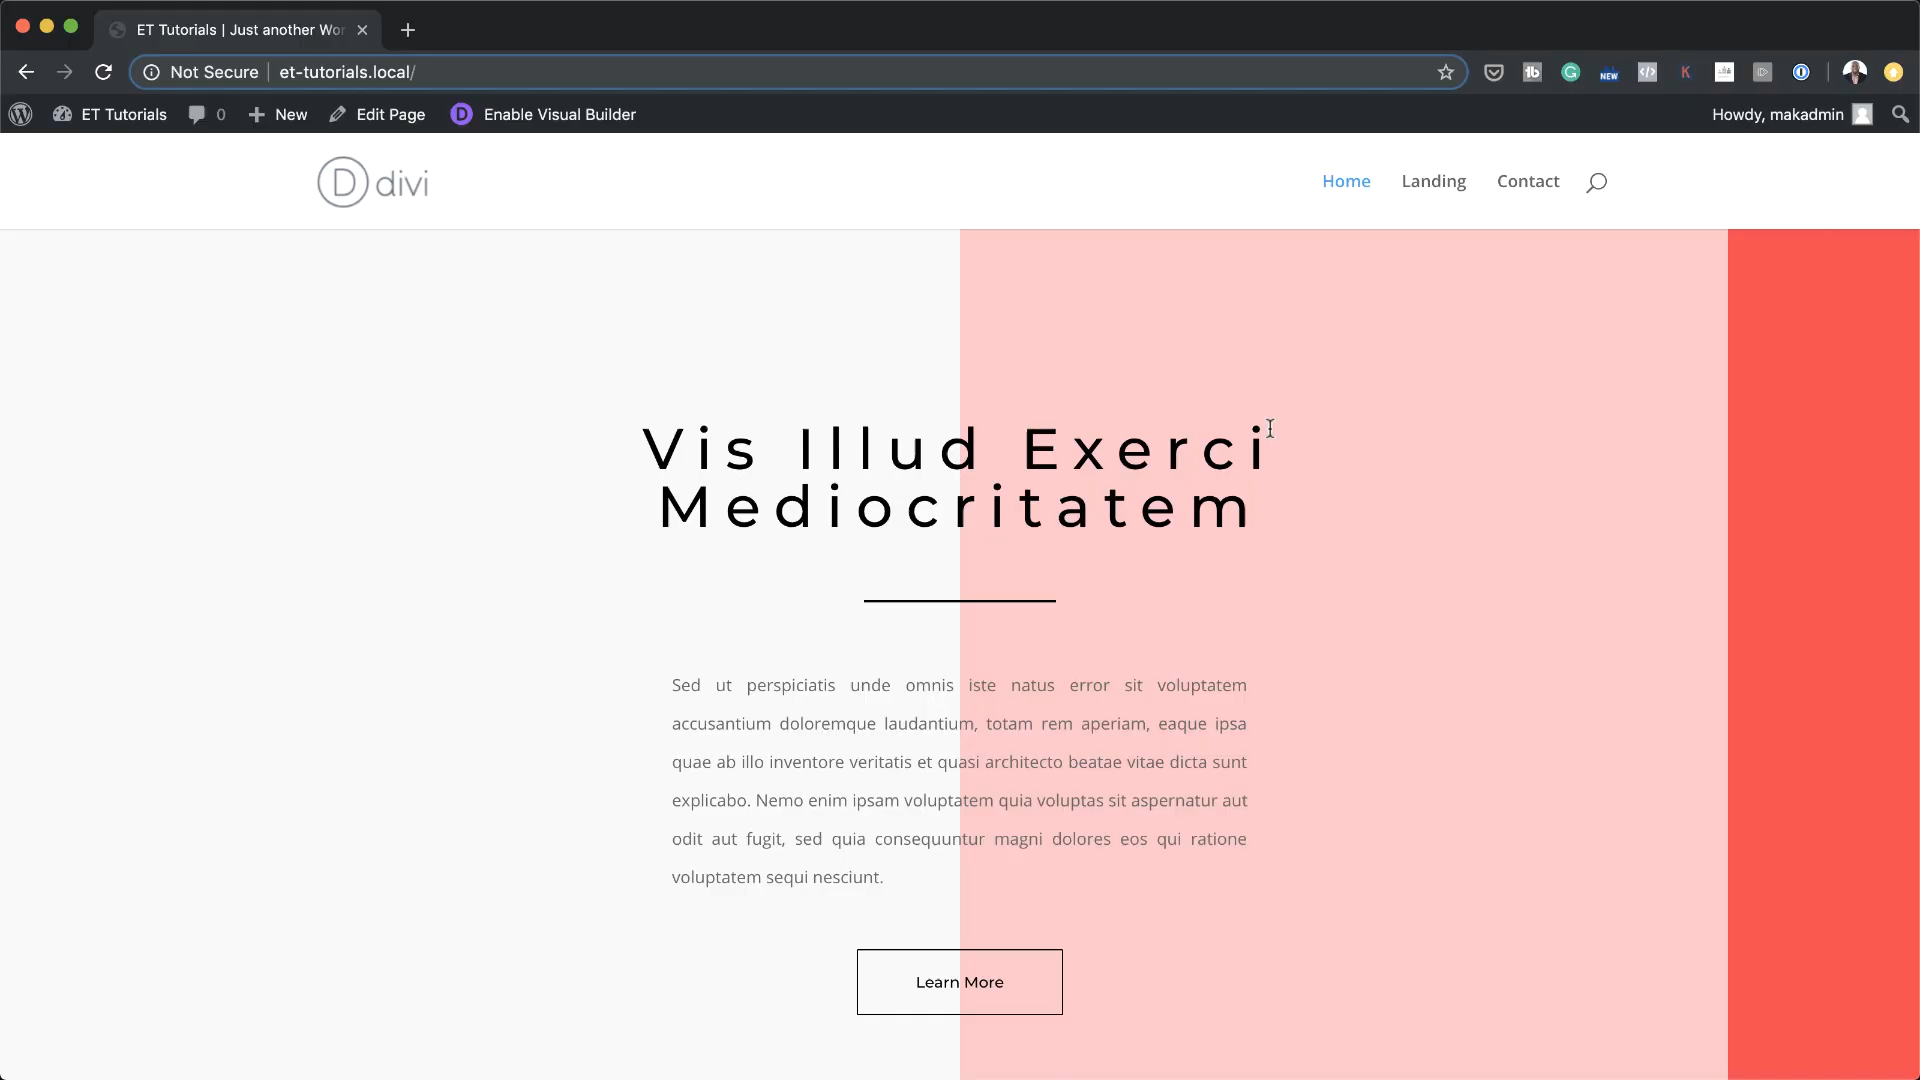 ET Tutorials | Just another Wor
Not Secure | et-tutorials.local/
ET Tutorials 0 New Edit Page Enable Visual Builder Howdy, makadmin
divi
Home Landing Contact
Vis Illud Exerci
Mediocritatem
Sed ut perspiciatis unde omnis iste natus error sit voluptatem
accusantium doloremque laudantium, totam rem aperiam, eaque ipsa
quae ab illo inventore veritatis et quasi architecto beatae vitae dicta sunt
explicabo. Nemo enim ipsam voluptatem quia voluptas sit aspernatur aut
odit aut fugit, sed quia consequuntur magni dolores eos qui ratione
voluptatem sequi nesciunt.
Learn More